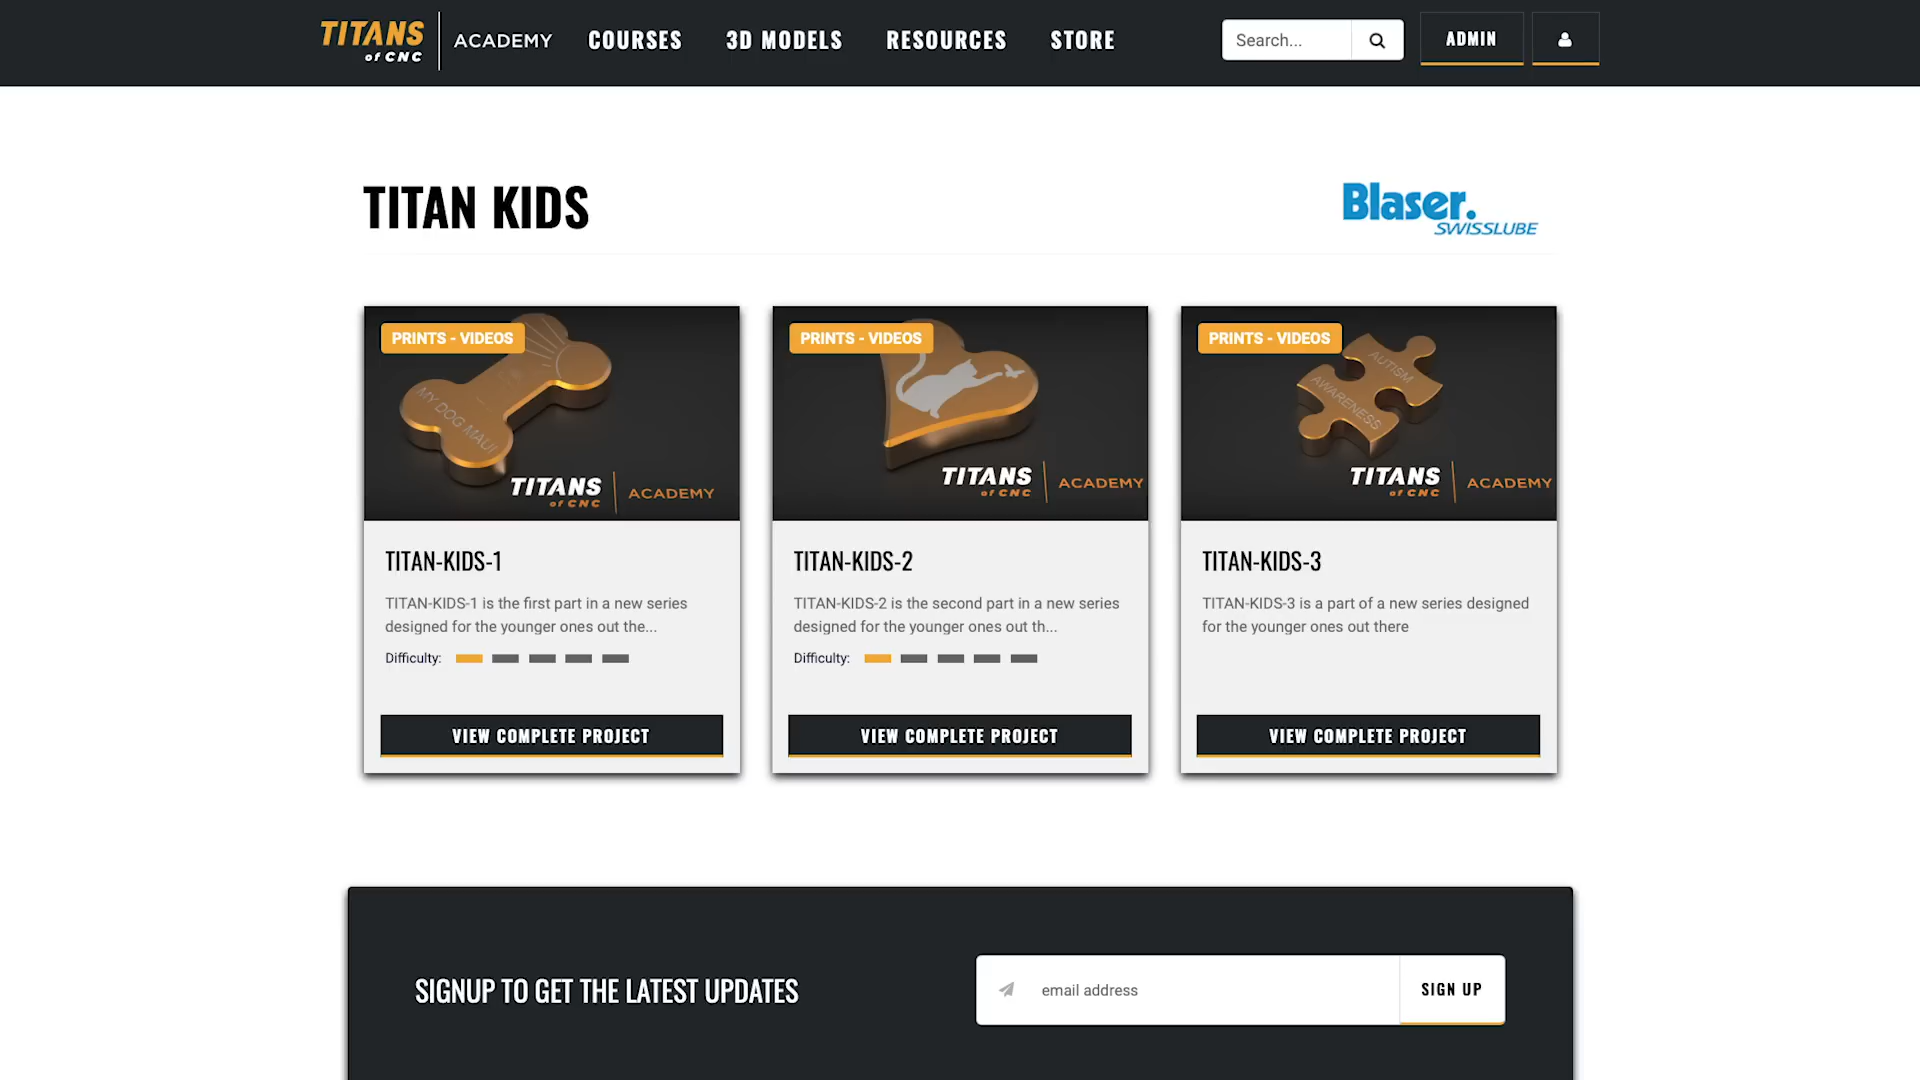 TITANS
of CNC
ACADEMY
COURSES
3D MODELS
RESOURCES
STORE
Search...
ADMIN
TITAN KIDS
Blaser.
SWISSLUBE
PRINTS - VIDEOS
MY DOG MAUI
TITANS
of CNC
ACADEMY
TITAN-KIDS-1
TITAN-KIDS-1 is the first part in a new series
designed for the younger ones out the...
Difficulty:
VIEW COMPLETE PROJECT
PRINTS - VIDEOS
TITANS
of CNC
ACADEMY
TITAN-KIDS-2
TITAN-KIDS-2 is the second part in a new series
designed for the younger ones out th...
Difficulty:
VIEW COMPLETE PROJECT
PRINTS - VIDEOS
AUTISM
AWARENESS
TITANS
of CNC
ACADEMY
TITAN-KIDS-3
TITAN-KIDS-3 is a part of a new series designed
for the younger ones out there
VIEW COMPLETE PROJECT
SIGNUP TO GET THE LATEST UPDATES
email address
SIGN UP